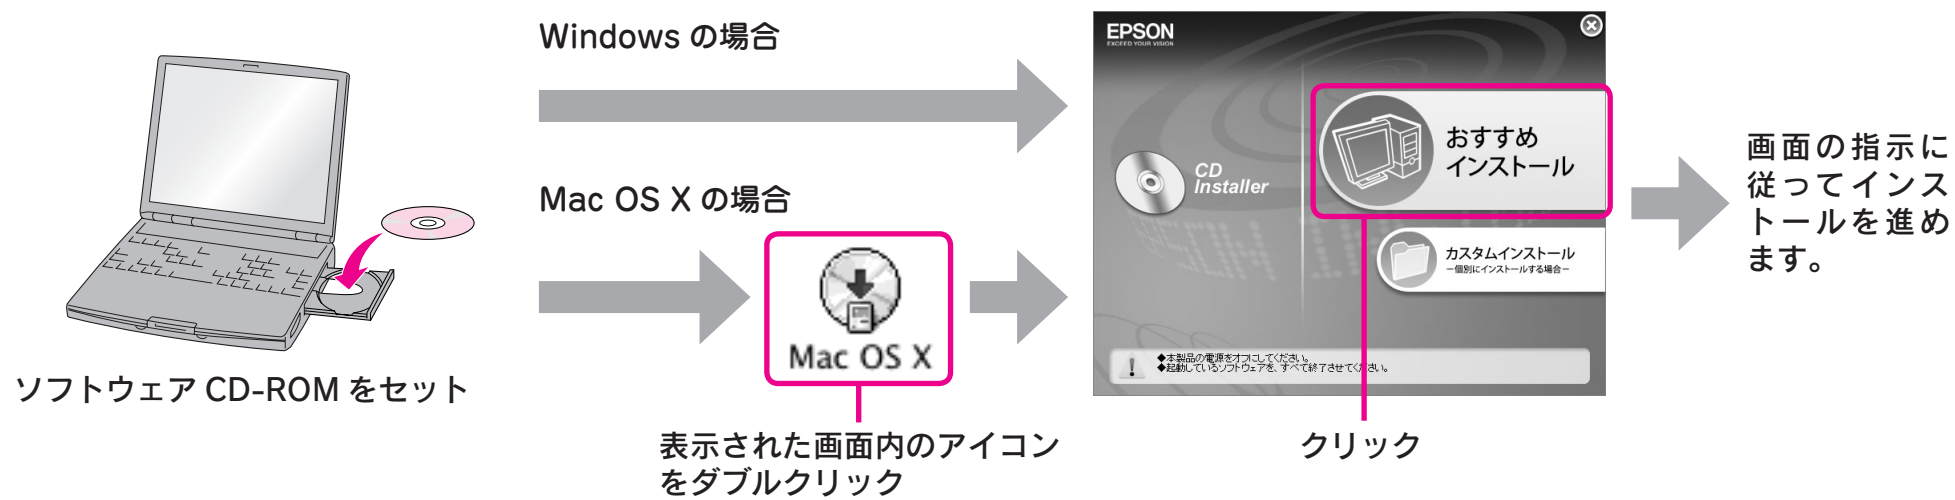 ソフトウェア CD-ROM をセット
Windows の場合
Mac OS X の場合
Mac OS X
表示された画面内のアイコン
をダブルクリック
EPSON
EXCEED YOUR VISION
CD
Installer
おすすめ
インストール
カスタムインストール
－個別にインストールする場合－
◆本製品の電源をオフにしてください。
◆起動しているソフトウェアを、すべて終了させてください。
クリック
画面の指示に
従ってインス
トールを進め
ます。